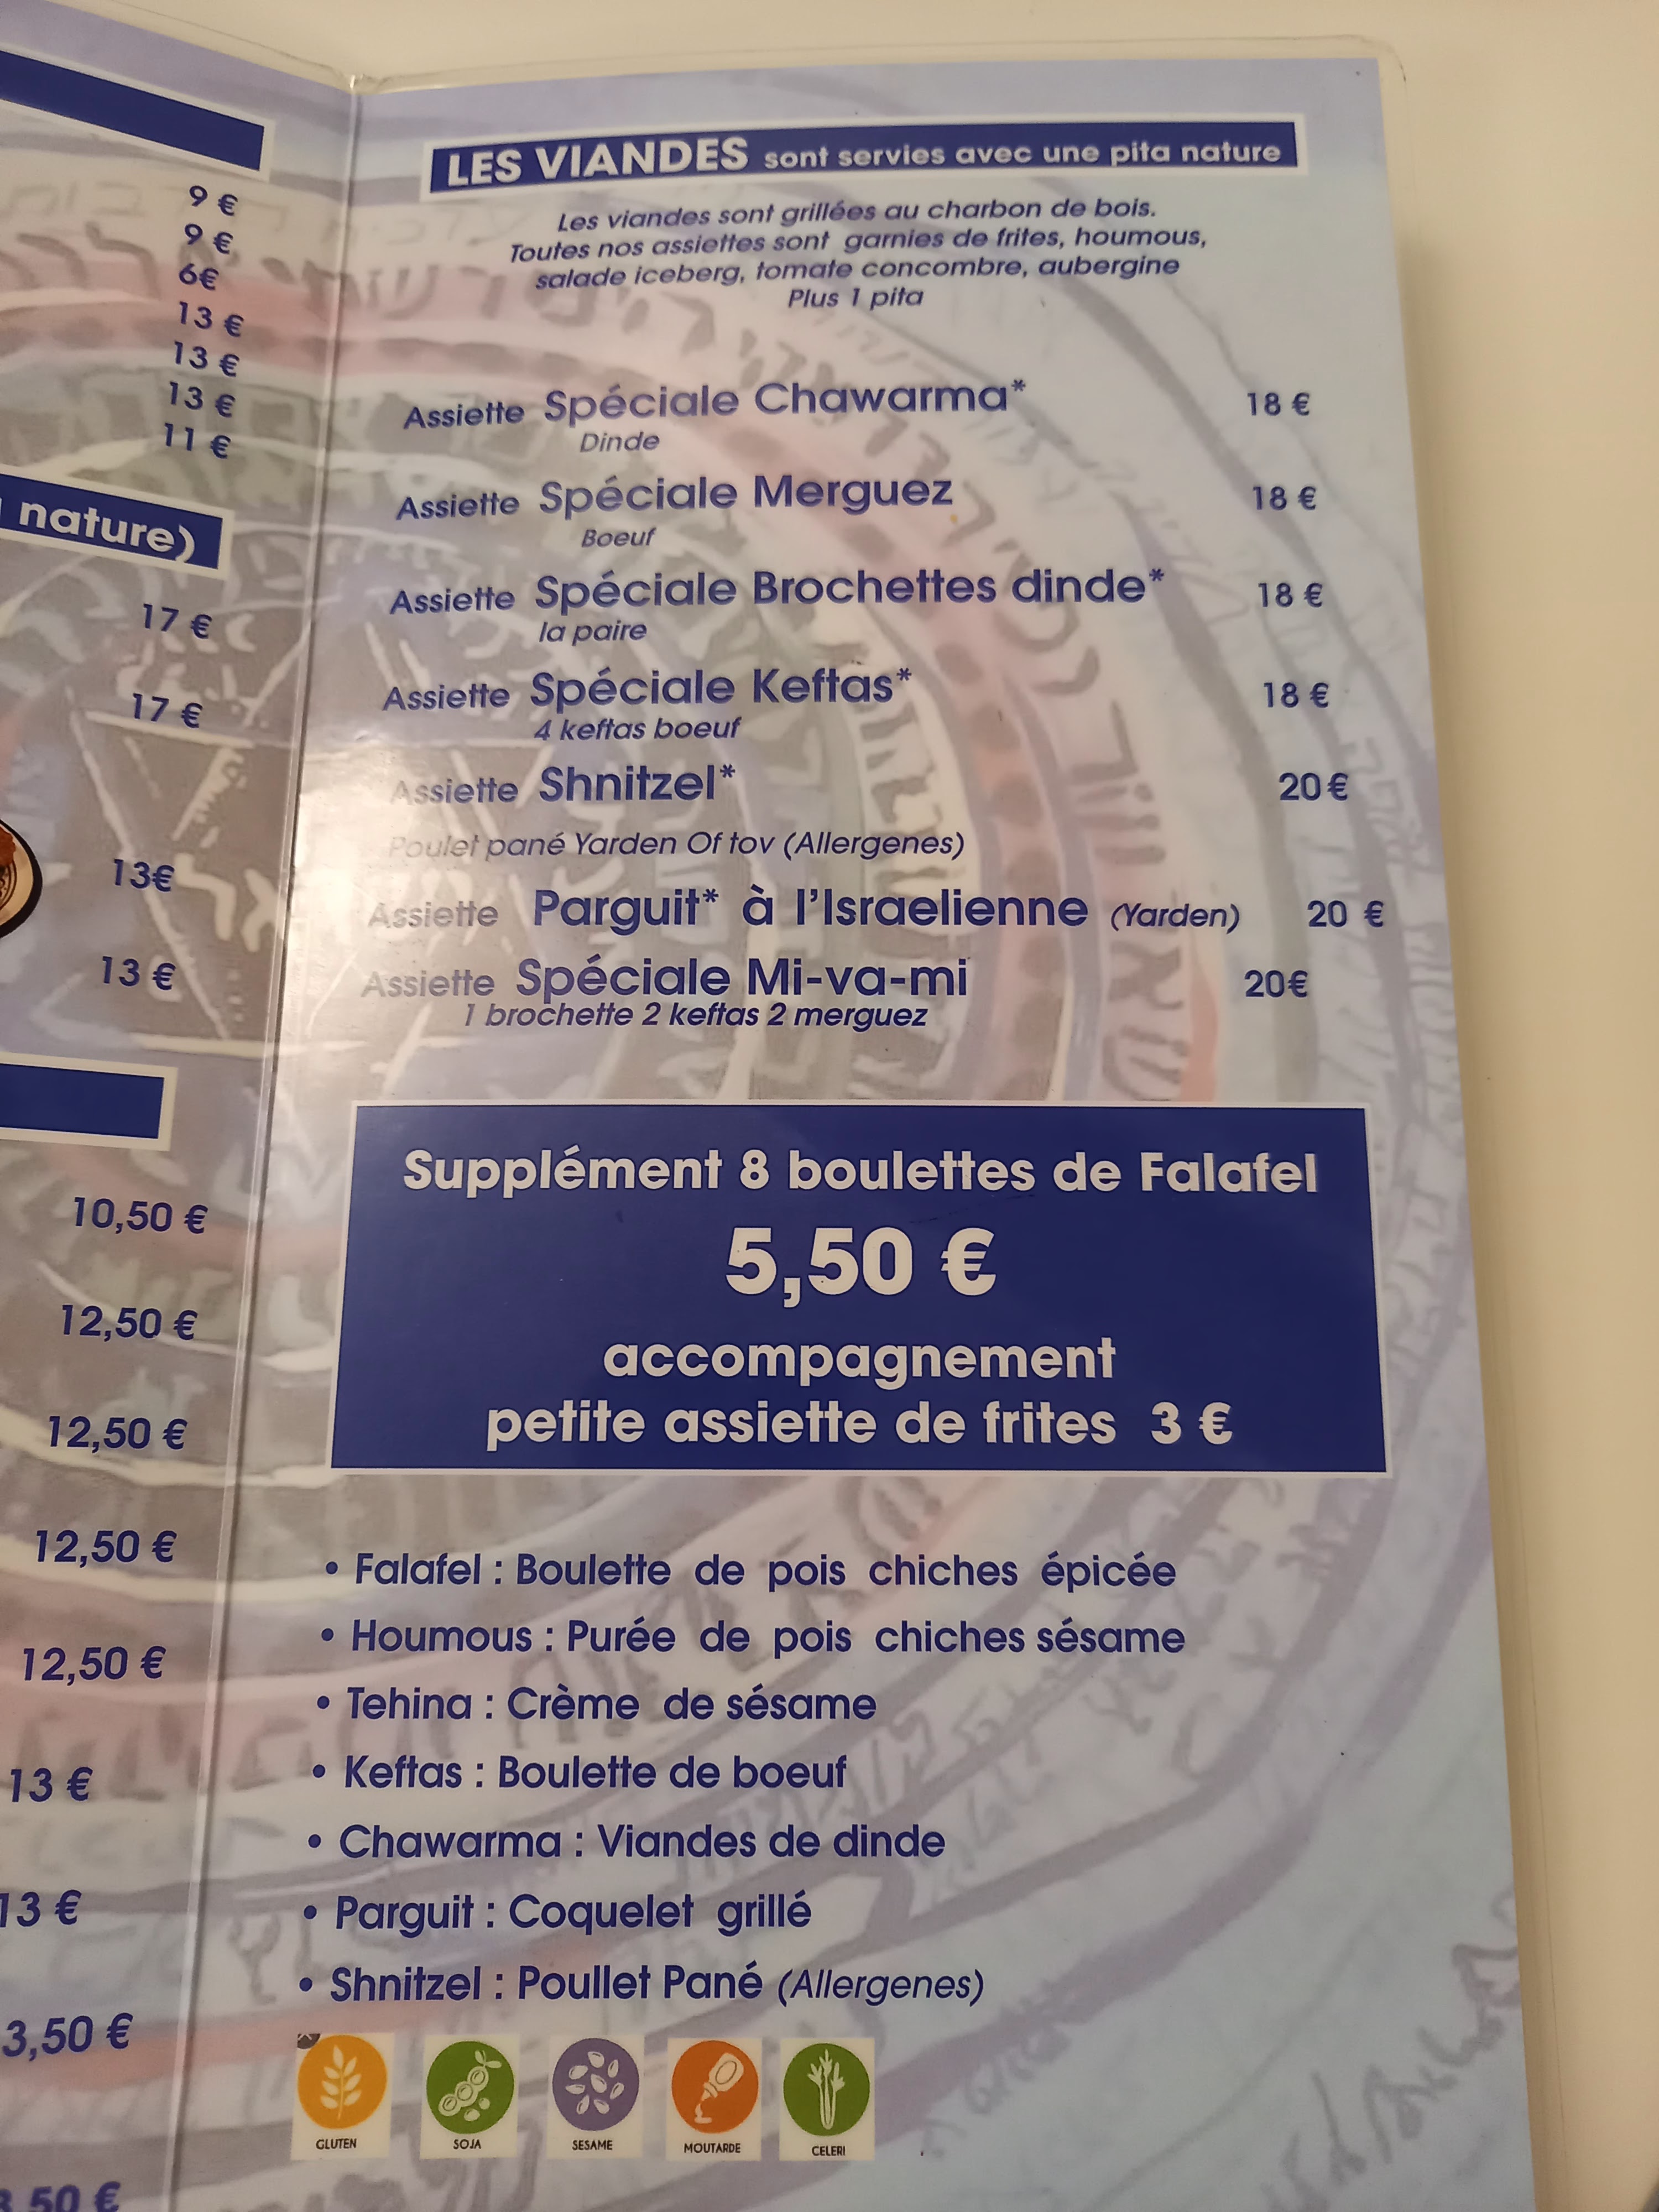 9 €
9 €
6€
13 €
13 €
13 €
11 €
nature)
17 €
17 €
13€
13 €
10,50 €
12,50 €
12,50 €
12,50 €
12,50 €
13 €
13 €
3,50 €
50 €
LES VIANDES sont servies avec une pita nature
Les viandes sont grillées au charbon de bois.
Toutes nos assiettes sont garnies de frites, houmous,
salade iceberg, tomate concombre, aubergine
Plus 1 pita
Assiette Spéciale Chawarma* 18 €
Dinde
Assiette Spéciale Merguez 18 €
Boeuf
Assiette Spéciale Brochettes dinde* 18 €
la paire
Assiette Spéciale Keftas* 18 €
4 keftas boeuf
Assiette Shnitzel* 20€
Poulet pané Yarden Of tov (Allergenes)
Assiette Parguit* à l'Israelienne (Yarden) 20 €
Assiette Spéciale Mi-va-mi 20€
1 brochette 2 keftas 2 merguez
Supplément 8 boulettes de Falafel
5,50 €
accompagnement
petite assiette de frites 3 €
• Falafel : Boulette de pois chiches épicée
• Houmous : Purée de pois chiches sésame
• Tehina : Crème de sésame
• Keftas : Boulette de boeuf
• Chawarma : Viandes de dinde
• Parguit : Coquelet grillé
• Shnitzel : Poullet Pané (Allergenes)
GLUTEN SOJA SESAME MOUTARDE CELERI